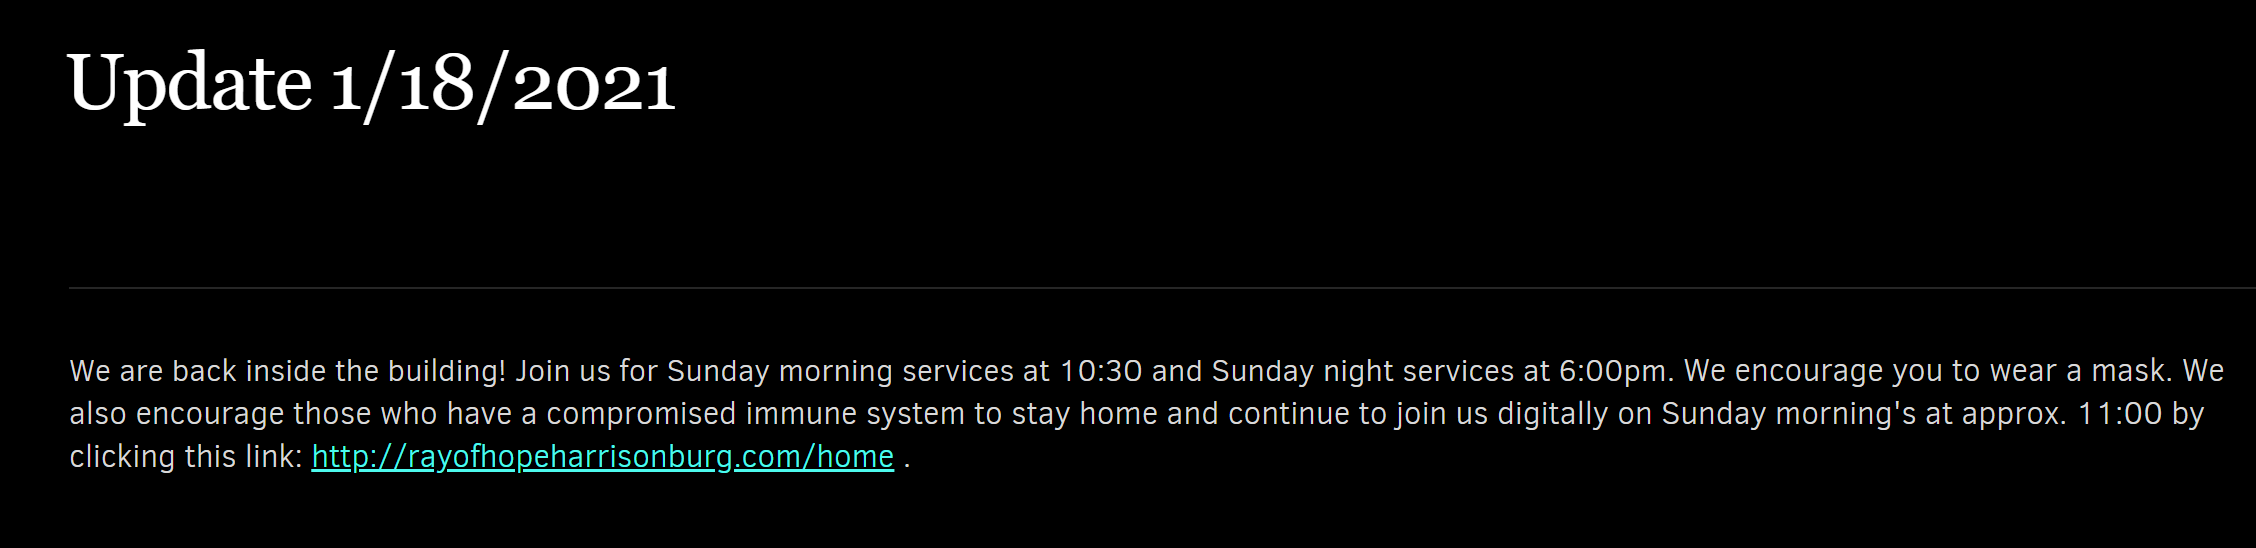 Update 1/18/2021
We are back inside the building! Join us for Sunday morning services at 10:30 and Sunday night services at 6:00pm. We encourage you to wear a mask. We
also encourage those who have a compromised immune system to stay home and continue to join us digitally on Sunday morning's at approx. 11:00 by
clicking this link: http://rayofhopeharrisonburg.com/home .